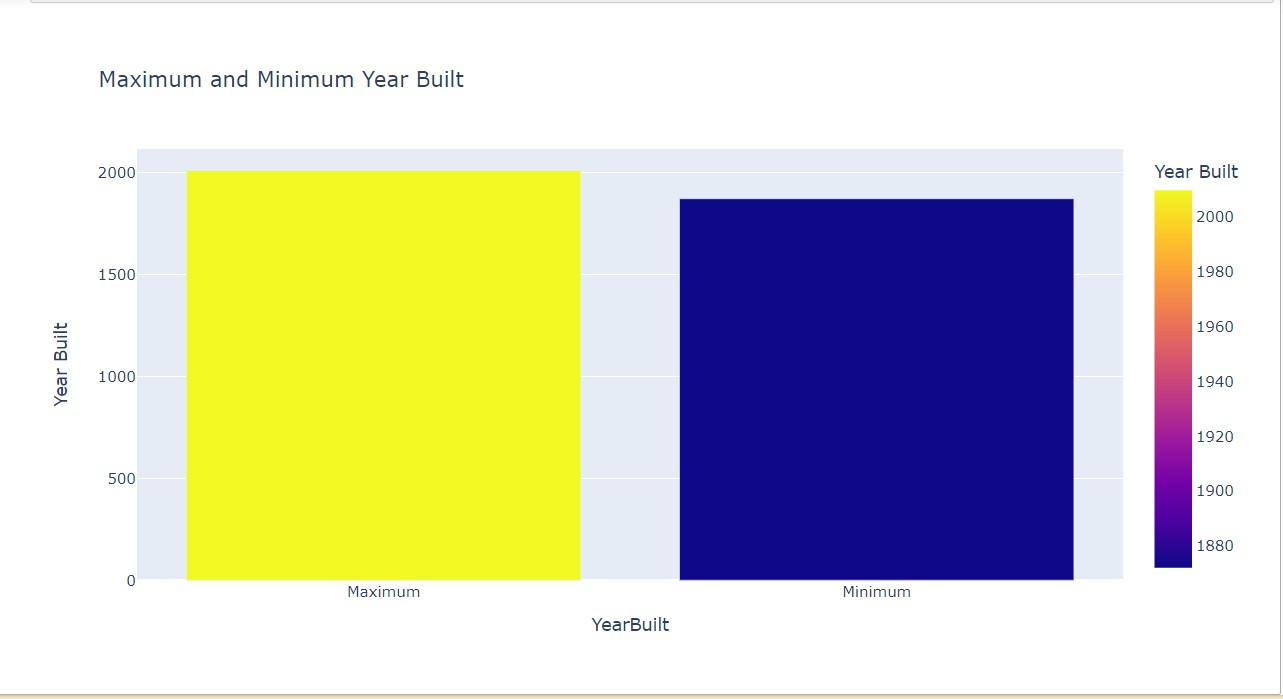 Maximum and Minimum Year Built
Year Built
2000
1500
1000
500
0
Maximum
Minimum
YearBuilt
Year Built
2000
1980
1960
1940
1920
1900
1880